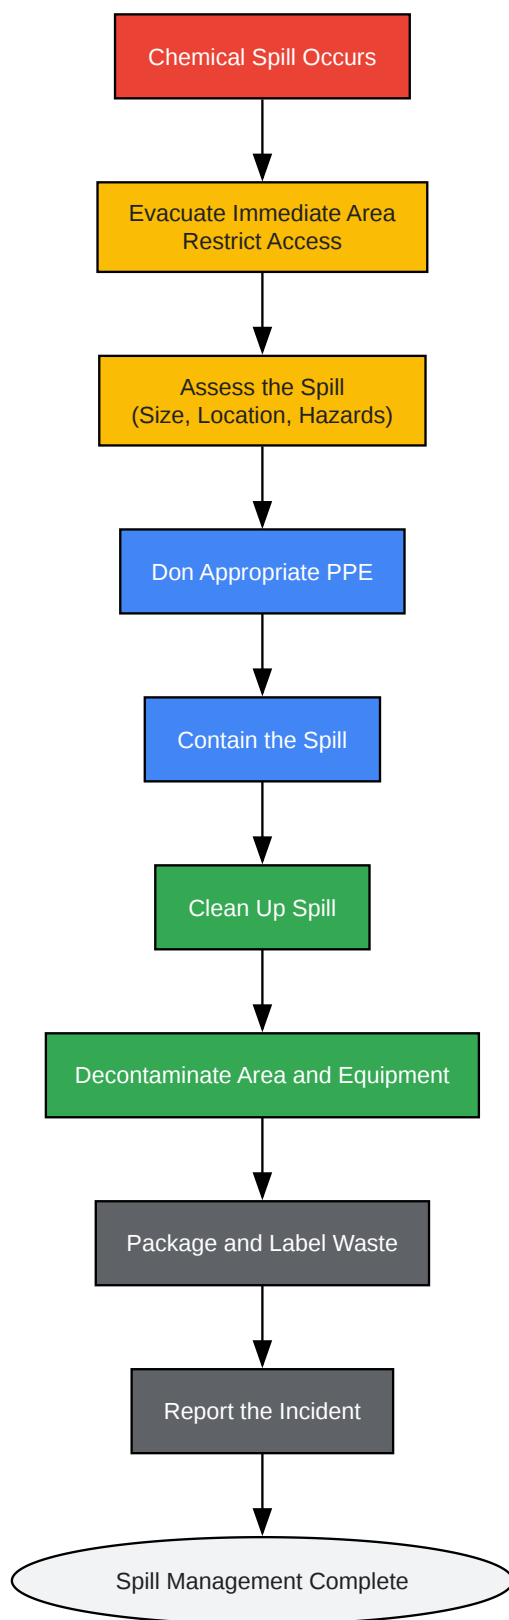 Chemical Spill Occurs
Evacuate Immediate Area
Restrict Access
Assess the Spill
(Size, Location, Hazards)
Don Appropriate PPE
Contain the Spill
Clean Up Spill
Decontaminate Area and Equipment
Package and Label Waste
Report the Incident
Spill Management Complete